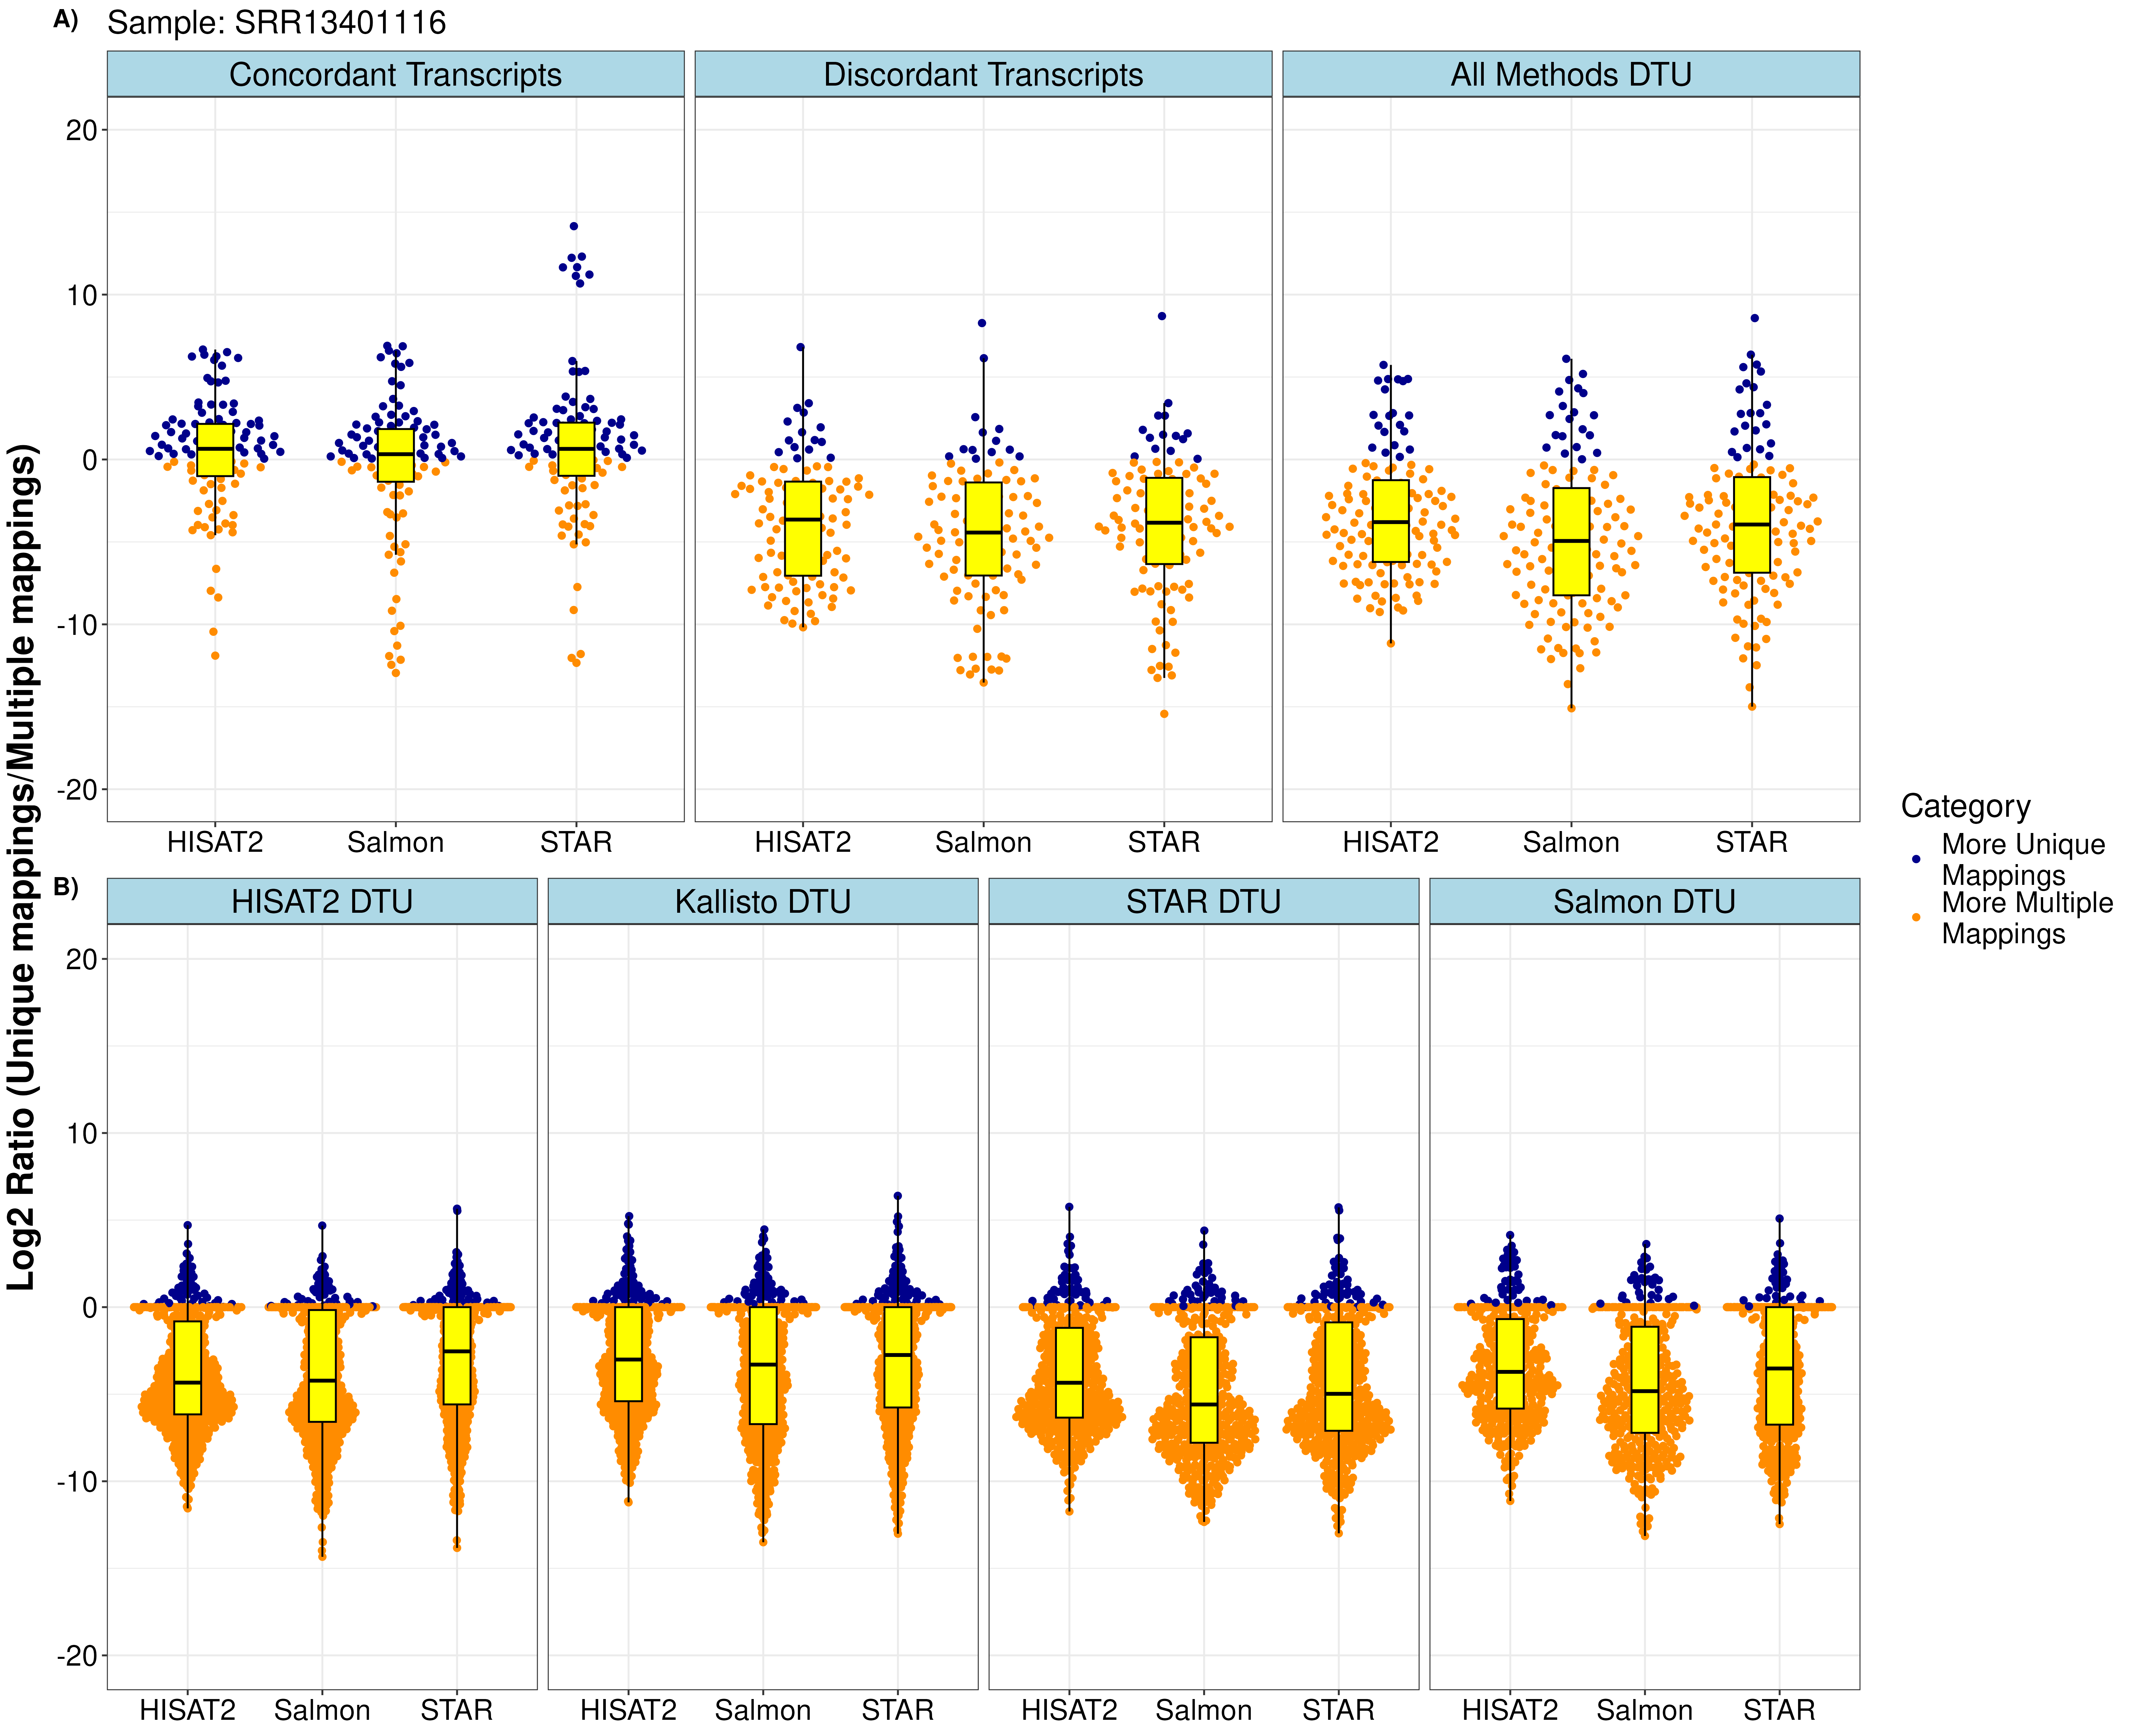 A) Sample: SRR13401116
Concordant Transcripts Discordant Transcripts All Methods DTU
20
10
0
-10
-20
HISAT2 Salmon STAR HISAT2 Salmon STAR HISAT2 Salmon STAR
Log2 Ratio (Unique mappings/Multiple mappings)
B)
HISAT2 DTU Kallisto DTU STAR DTU Salmon DTU
20
10
0
-10
-20
HISAT2 Salmon STAR HISAT2 Salmon STAR HISAT2 Salmon STAR HISAT2 Salmon STAR
Category
More Unique
Mappings
More Multiple
Mappings